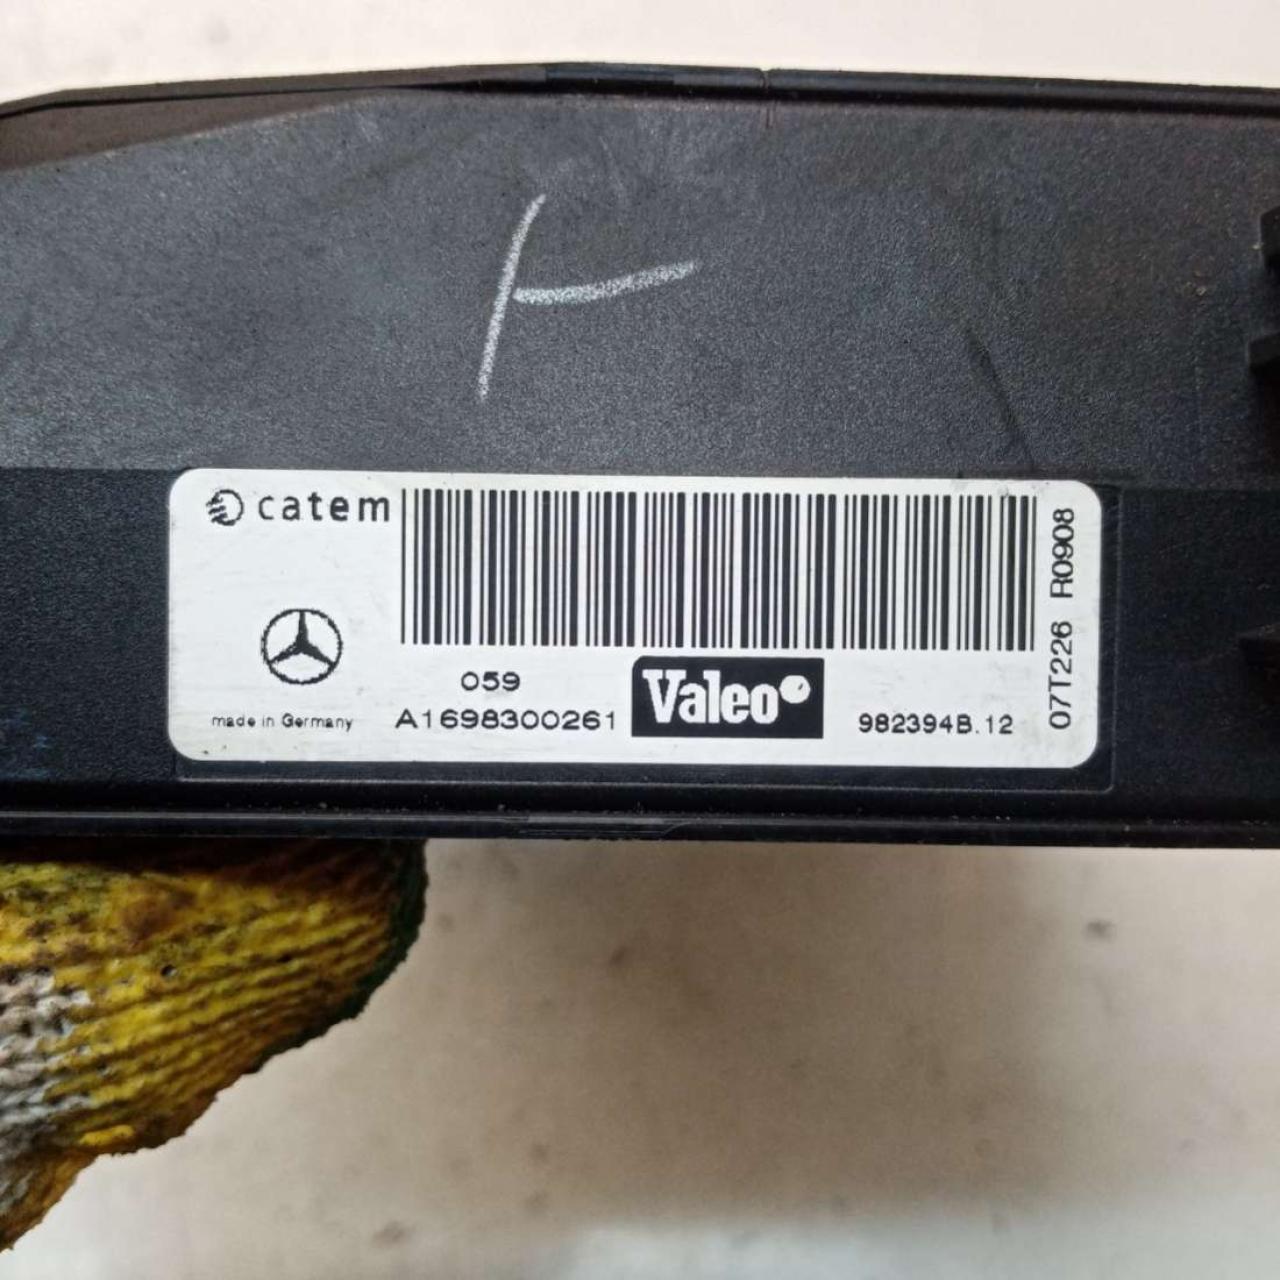 catem
059
made in Germany
A1698300261
Valeo
982394B.12
07T226 R0908